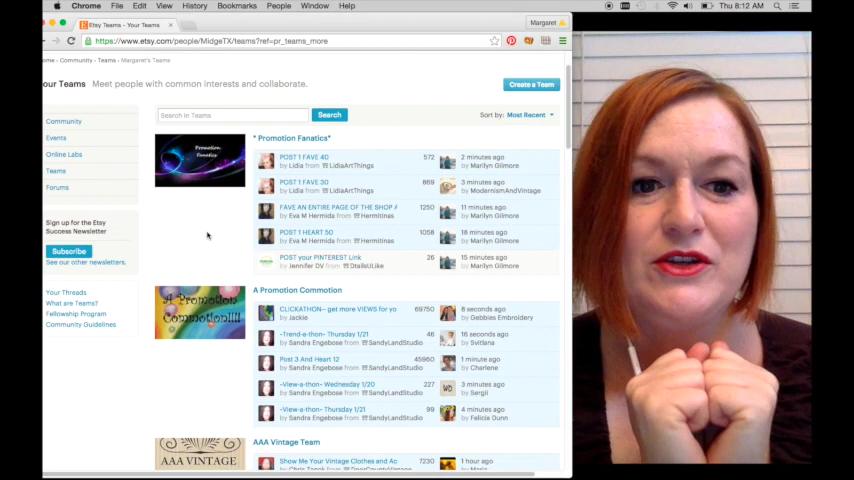 Chrome File Edit View History Bookmarks People Window Help Thu 8:12 AM
Etsy Teams - Your Teams Margaret
https://www.etsy.com/people/MidgeTX/teams?ref=pr_teams_more
Community Teams Margaret's Teams
our Teams Meet people with common interests and collaborate. Create a Team
Search in Teams Search Sort by: Most Recent
Community
Events
Online Labs
Teams
Forums
Sign up for the Etsy
Success Newsletter
Subscribe
See our other newsletters.
Your Threads
What are Teams?
Fellowship Program
Community Guidelines
Promotion
Fanatics
* Promotion Fanatics*
POST 1 FAVE 40 572 2 minutes ago
by Lidia from LidiaArtThings by Marilyn Gilmore
POST 1 FAVE 30 869 3 minutes ago
by Lidia from LidiaArtThings by ModernismAndVintage
FAVE AN ENTIRE PAGE OF THE SHOP A 1250 11 minutes ago
by Eva M Hermida from Hermitinas by Marilyn Gilmore
POST 1 HEART 50 1058 18 minutes ago
by Eva M Hermida from Hermitinas by Marilyn Gilmore
POST your PINTEREST Link 26 15 minutes ago
by Jennifer DV from DtailsULike by Marilyn Gilmore
A Promotion
Commotion!!!!
A Promotion Commotion
CLICKATHON~ get more VIEWS for yo 69750 8 seconds ago
by Jackie by Gebbies Embroidery
~Trend-a-thon~ Thursday 1/21 46 16 seconds ago
by Sandra Engebose from SandyLandStudio by Svitlana
Post 3 And Heart 12 45960 1 minute ago
by Sandra Engebose from SandyLandStudio by Charlene
~View-a-thon~ Wednesday 1/20 227 3 minutes ago
by Sandra Engebose from SandyLandStudio by Sergii
~View-a-thon~ Thursday 1/21 99 4 minutes ago
by Sandra Engebose from SandyLandStudio by Felicia Dunn
AAA VINTAGE
AAA Vintage Team
Show Me Your Vintage Clothes and Ac 7230 1 hour ago